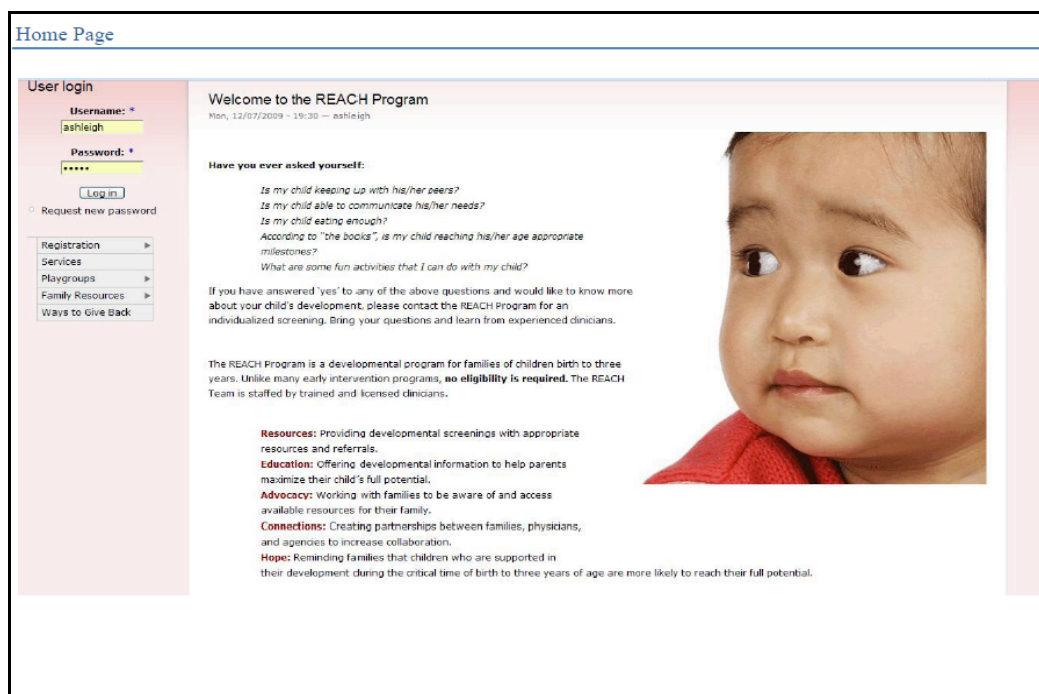 Home Page
User login
Username: *
ashleigh
Password: *
•••••
Log in
Request new password
Registration
Services
Playgroups
Family Resources
Ways to Give Back
Welcome to the REACH Program
Mon, 12/07/2009 - 19:30 — ashleigh
Have you ever asked yourself:
Is my child keeping up with his/her peers?
Is my child able to communicate his/her needs?
Is my child eating enough?
According to "the books", is my child reaching his/her age appropriate
milestones?
What are some fun activities that I can do with my child?
If you have answered 'yes' to any of the above questions and would like to know more
about your child's development, please contact the REACH Program for an
individualized screening. Bring your questions and learn from experienced clinicians.
The REACH Program is a developmental program for families of children birth to three
years. Unlike many early intervention programs, no eligibility is required. The REACH
Team is staffed by trained and licensed clinicians.
Resources: Providing developmental screenings with appropriate
resources and referrals.
Education: Offering developmental information to help parents
maximize their child's full potential.
Advocacy: Working with families to be aware of and access
available resources for their family.
Connections: Creating partnerships between families, physicians,
and agencies to increase collaboration.
Hope: Reminding families that children who are supported in
their development during the critical time of birth to three years of age are more likely to reach their full potential.